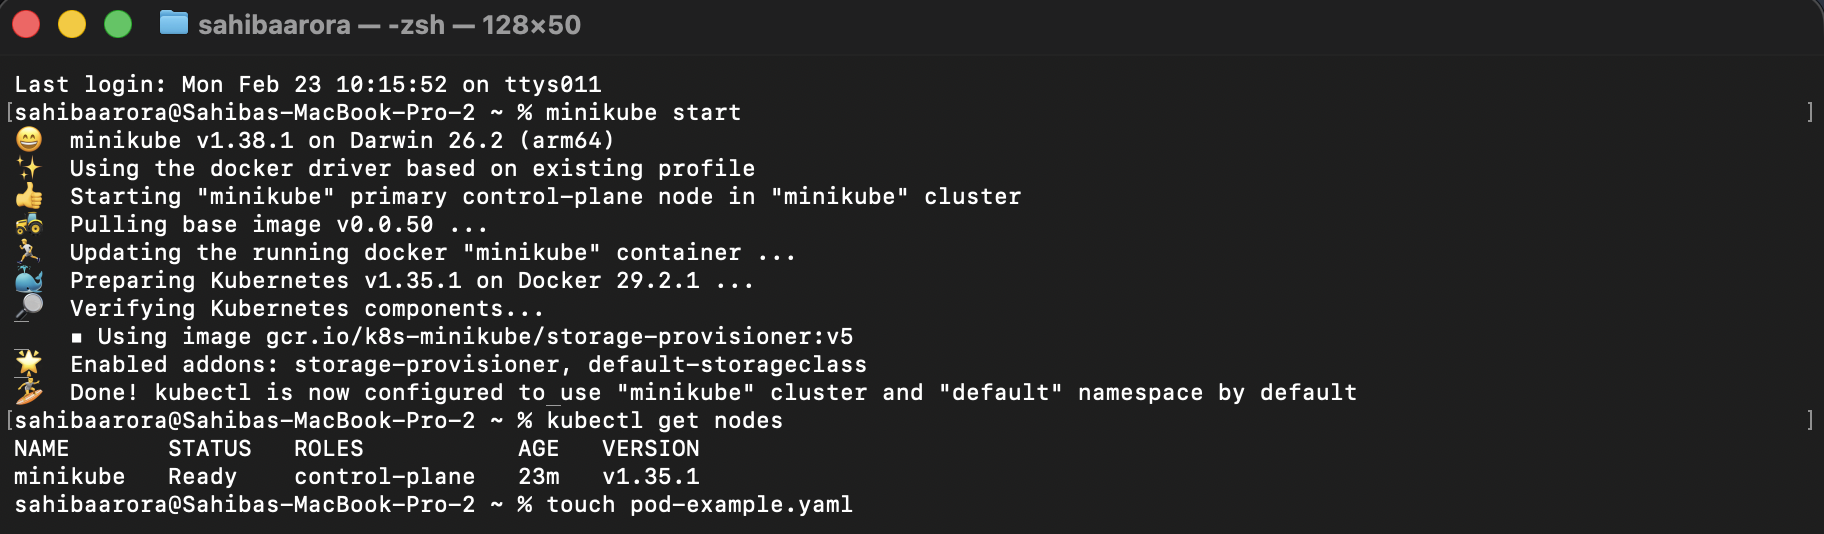 sahibaarora — -zsh — 128×50
Last login: Mon Feb 23 10:15:52 on ttys011
[sahibaarora@Sahibas-MacBook-Pro-2 ~ % minikube start ]
😄  minikube v1.38.1 on Darwin 26.2 (arm64)
✨  Using the docker driver based on existing profile
👍  Starting "minikube" primary control-plane node in "minikube" cluster
🚜  Pulling base image v0.0.50 ...
🏃  Updating the running docker "minikube" container ...
🐳  Preparing Kubernetes v1.35.1 on Docker 29.2.1 ...
🔎  Verifying Kubernetes components...
    ▪ Using image gcr.io/k8s-minikube/storage-provisioner:v5
🌟  Enabled addons: storage-provisioner, default-storageclass
🏄  Done! kubectl is now configured to use "minikube" cluster and "default" namespace by default
[sahibaarora@Sahibas-MacBook-Pro-2 ~ % kubectl get nodes ]
NAME       STATUS   ROLES           AGE   VERSION
minikube   Ready    control-plane   23m   v1.35.1
sahibaarora@Sahibas-MacBook-Pro-2 ~ % touch pod-example.yaml